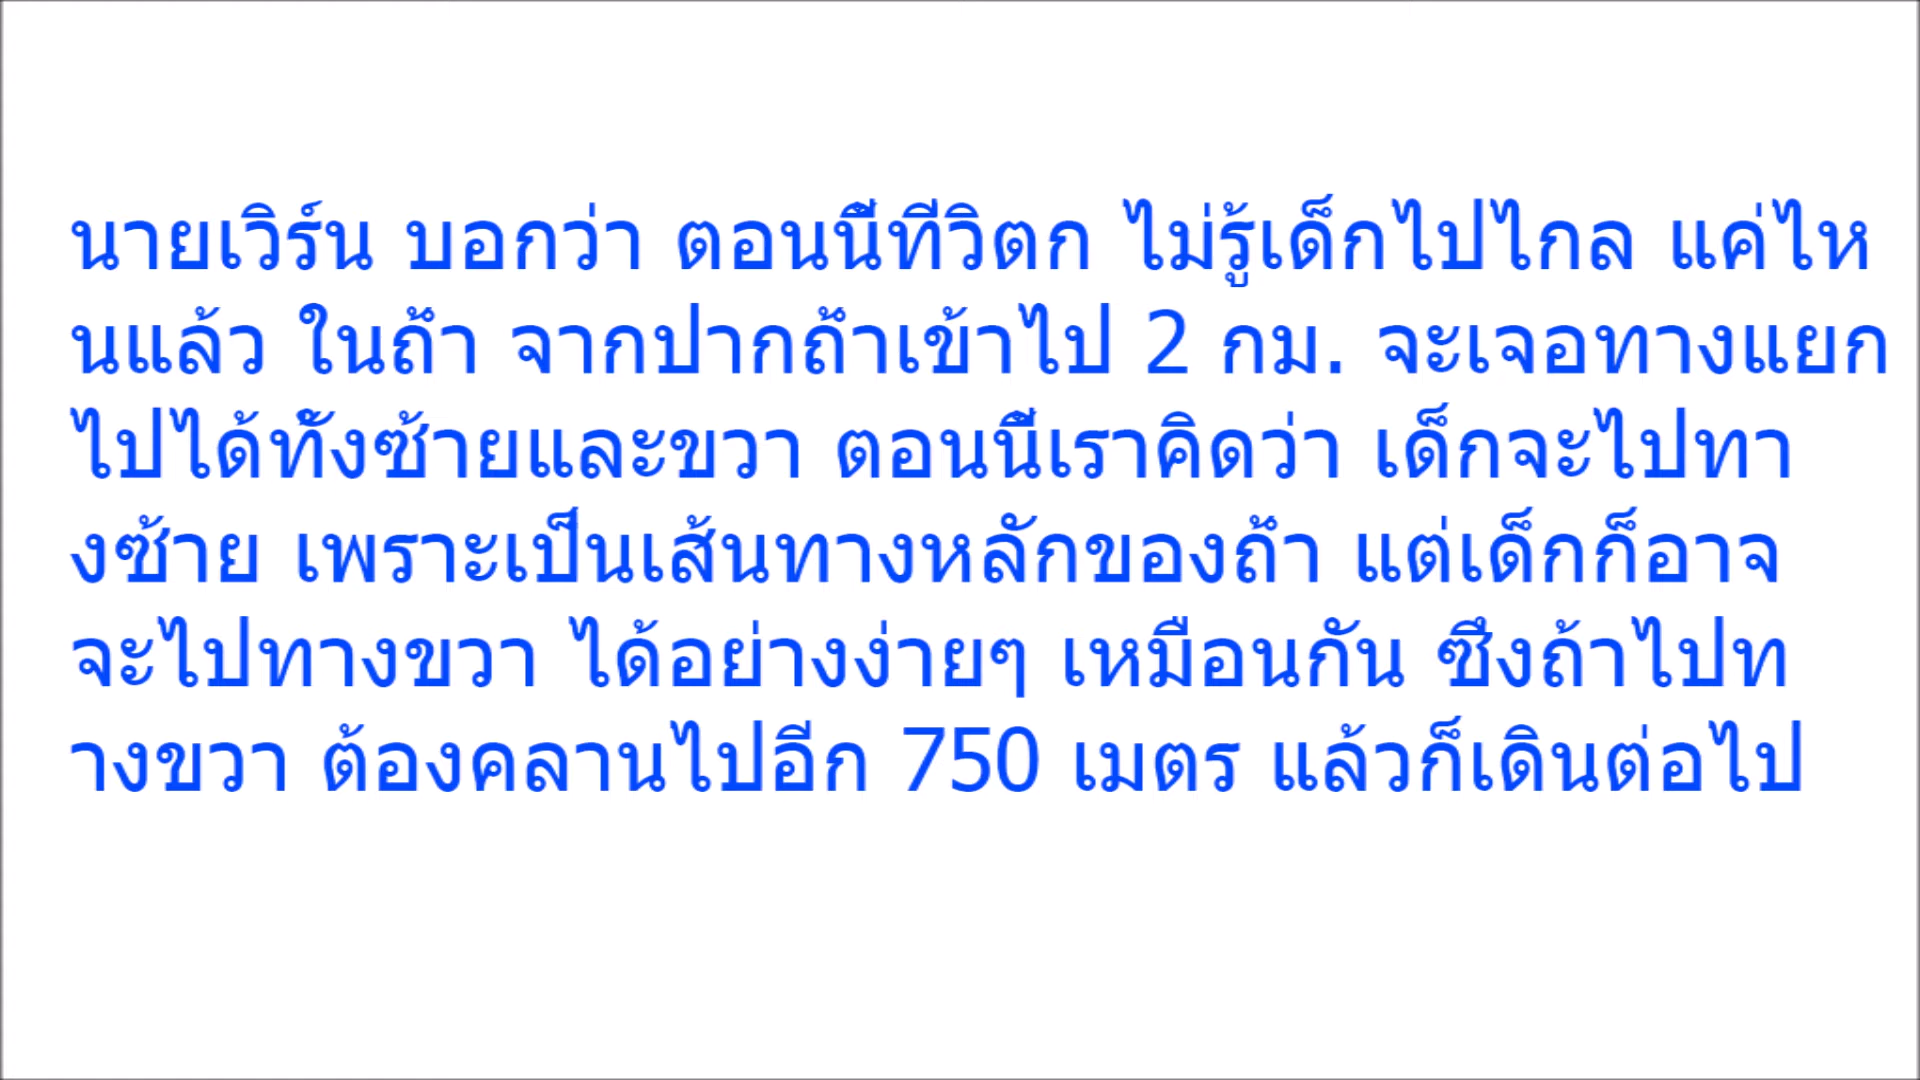 นายเวิร์น บอกว่า ตอนนี้ทีวิตก ไม่รู้เด็กไปไกล แค่ไห
นแล้ว ในถ้ำ จากปากถ้ำเข้าไป 2 กม. จะเจอทางแยก
ไปได้ทั้งซ้ายและขวา ตอนนี้เราคิดว่า เด็กจะไปทา
งซ้าย เพราะเป็นเส้นทางหลักของถ้ำ แต่เด็กก็อาจ
จะไปทางขวา ได้อย่างง่ายๆ เหมือนกัน ซึ่งถ้าไปท
างขวา ต้องคลานไปอีก 750 เมตร แล้วก็เดินต่อไป